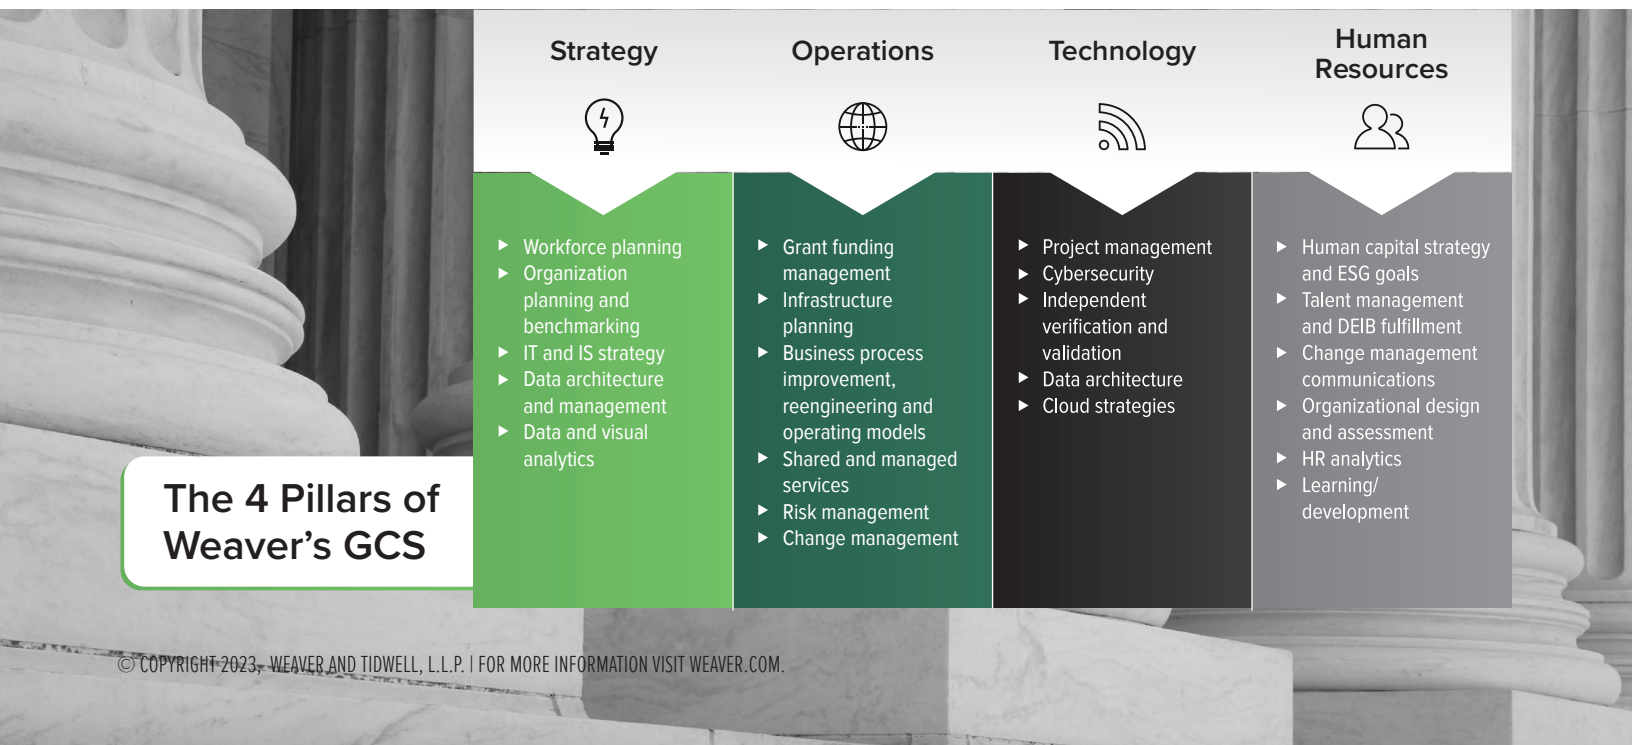 Strategy
Operations
Technology
Human
Resources
Workforce planning
Organization
planning and
benchmarking
IT and IS strategy
Data architecture
and management
Data and visual
analytics
Grant funding
management
Infrastructure
planning
Business process
improvement,
reengineering and
operating models
Shared and managed
services
Risk management
Change management
Project management
Cybersecurity
Independent
verification and
validation
Data architecture
Cloud strategies
Human capital strategy
and ESG goals
Talent management
and DEIB fulfillment
Change management
communications
Organizational design
and assessment
HR analytics
Learning/
development
The 4 Pillars of
Weaver’s GCS
© COPYRIGHT 2023, WEAVER AND TIDWELL, L.L.P. | FOR MORE INFORMATION VISIT WEAVER.COM.